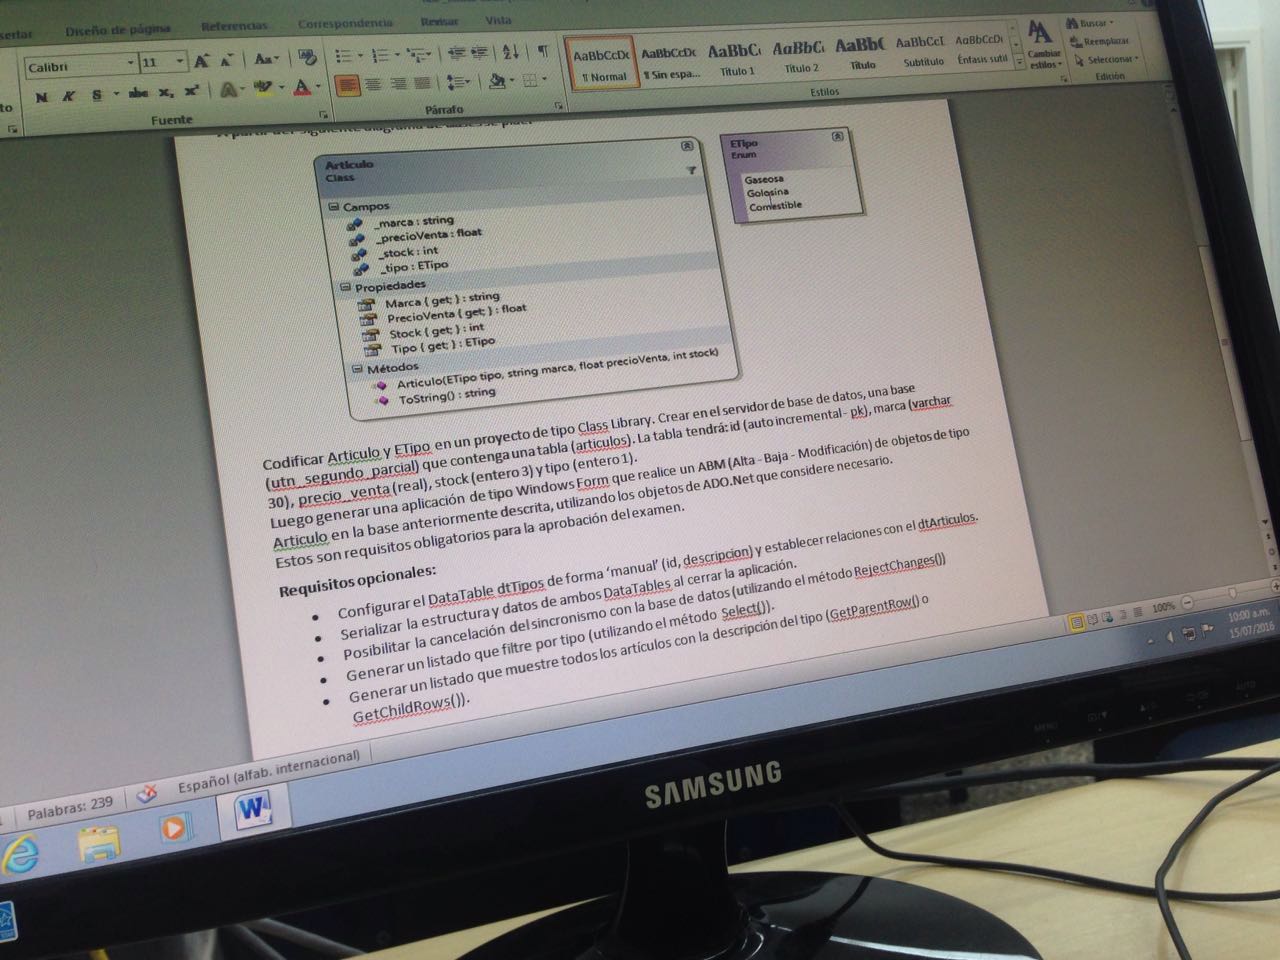 Diseño de página Referencias Correspondencia Revisar Vista
Calibri 11
Fuente
Párrafo
AaBbCcDc AaBbCcDc AaBbC AaBbCc AaBbC AaBbCcI AaBbCcDi
¶ Normal ¶ Sin espa... Título 1 Título 2 Título Subtítulo Énfasis sutil
Estilos
Cambiar estilos
Buscar
Reemplazar
Seleccionar
Edición
Articulo
Class
Campos
_marca : string
_precioVenta : float
_stock : int
_tipo : ETipo
Propiedades
Marca { get; } : string
PrecioVenta { get; } : float
Stock { get; } : int
Tipo { get; } : ETipo
Métodos
Articulo(ETipo tipo, string marca, float precioVenta, int stock)
ToString() : string
ETipo
Enum
Gaseosa
Golosina
Comestible
Codificar Articulo y ETipo en un proyecto de tipo Class Library. Crear en el servidor de base de datos, una base
(utn_segundo_parcial) que contenga una tabla (articulos). La tabla tendrá: id (auto incremental - pk), marca (varchar
30), precio_venta (real), stock (entero 3) y tipo (entero 1).
Luego generar una aplicación de tipo Windows Form que realice un ABM (Alta - Baja - Modificación) de objetos de tipo
Articulo en la base anteriormente descrita, utilizando los objetos de ADO.Net que considere necesario.
Estos son requisitos obligatorios para la aprobación del examen.
Requisitos opcionales:
• Configurar el DataTable dtTipos de forma ‘manual’ (id, descripcion) y establecer relaciones con el dtArticulos.
• Serializar la estructura y datos de ambos DataTables al cerrar la aplicación.
• Posibilitar la cancelación del sincronismo con la base de datos (utilizando el método RejectChanges())
• Generar un listado que filtre por tipo (utilizando el método Select()).
• Generar un listado que muestre todos los artículos con la descripción del tipo (GetParentRow() o
GetChildRows()).
Palabras: 239 Español (alfab. internacional)
100%
10:00 a.m.
15/07/2016
SAMSUNG
MENU
AUTO